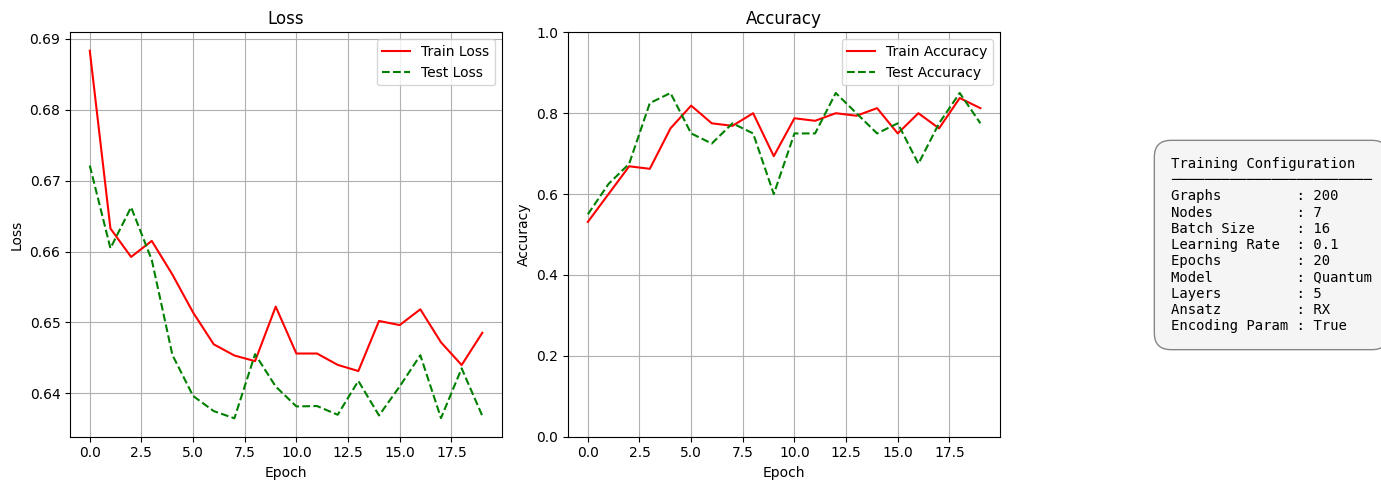 Loss
Train Loss
Test Loss
0.69
0.68
0.67
0.66
0.65
0.64
Loss
0.0 2.5 5.0 7.5 10.0 12.5 15.0 17.5
Epoch
Accuracy
Train Accuracy
Test Accuracy
1.0
0.8
0.6
0.4
0.2
0.0
Accuracy
0.0 2.5 5.0 7.5 10.0 12.5 15.0 17.5
Epoch
Training Configuration
Graphs : 200
Nodes : 7
Batch Size : 16
Learning Rate : 0.1
Epochs : 20
Model : Quantum
Layers : 5
Ansatz : RX
Encoding Param : True